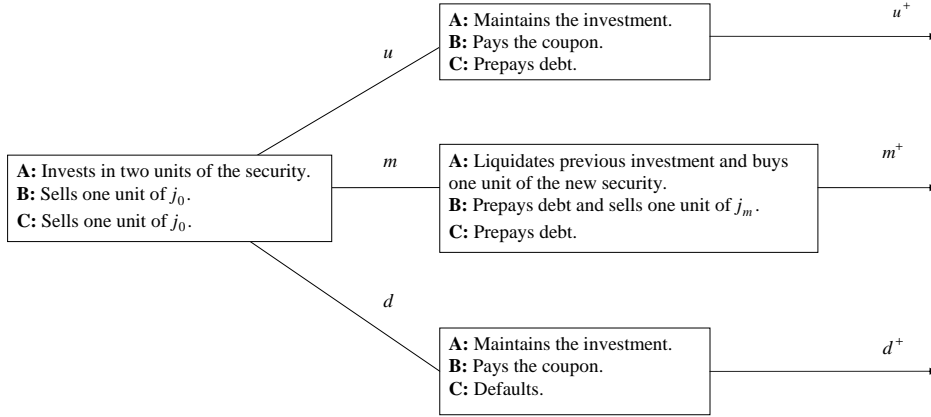 A: Maintains the investment.
B: Pays the coupon.
C: Prepays debt.
u⁺
u
A: Invests in two units of the security.
B: Sells one unit of j₀.
C: Sells one unit of j₀.
m
A: Liquidates previous investment and buys
one unit of the new security.
B: Prepays debt and sells one unit of jₘ.
C: Prepays debt.
m⁺
d
A: Maintains the investment.
B: Pays the coupon.
C: Defaults.
d⁺